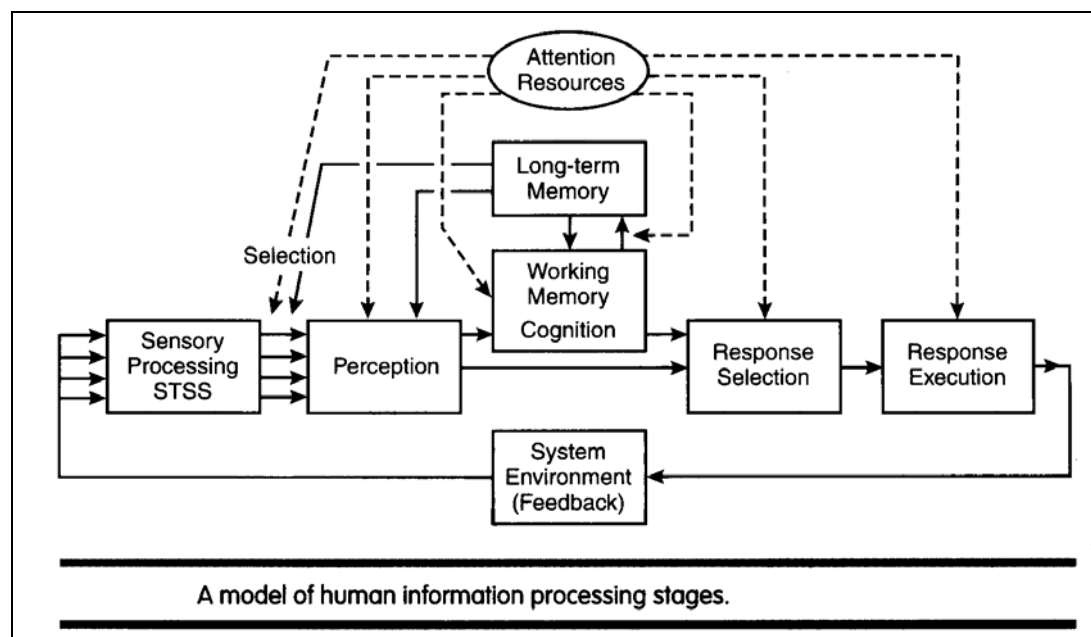 Attention
Resources
Long-term
Memory
Selection
Working
Memory
Cognition
Sensory
Processing
STSS
Perception
Response
Selection
Response
Execution
System
Environment
(Feedback)
A model of human information processing stages.